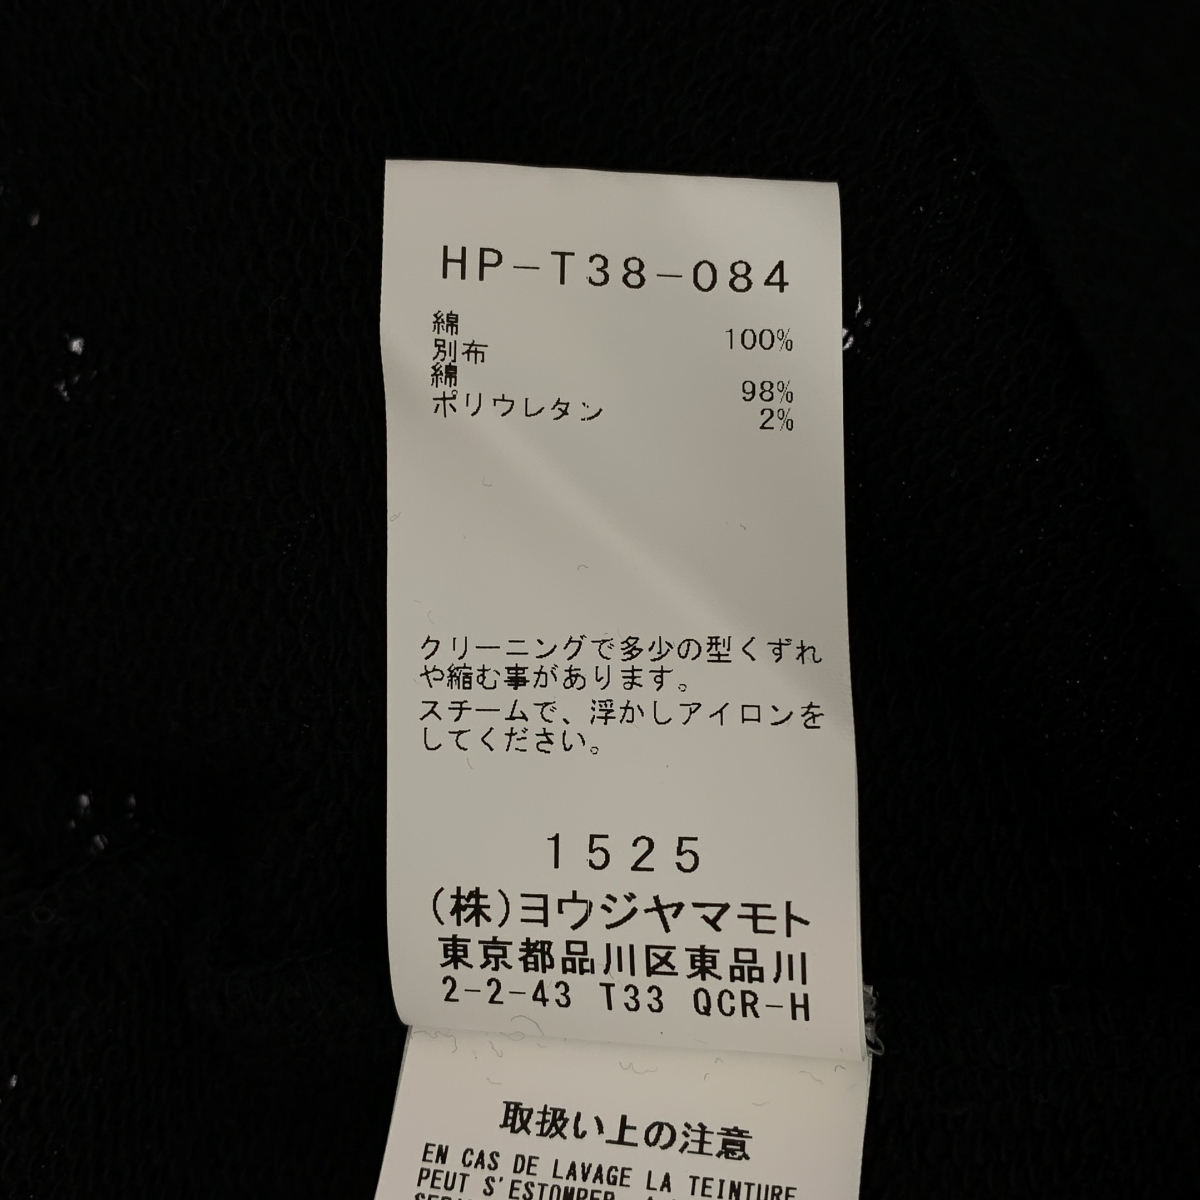 HP-T38-084
綿 100%
別布
綿 98%
ポリウレタン 2%
クリーニングで多少の型くずれ
や縮む事があります。
スチームで、浮かしアイロンを
してください。
1525
(株)ヨウジヤマモト
東京都品川区東品川
2-2-43 T33 QCR-H
取扱い上の注意
EN CAS DE LAVAGE LA TEINTURE
PEUT S'ESTOMPER.